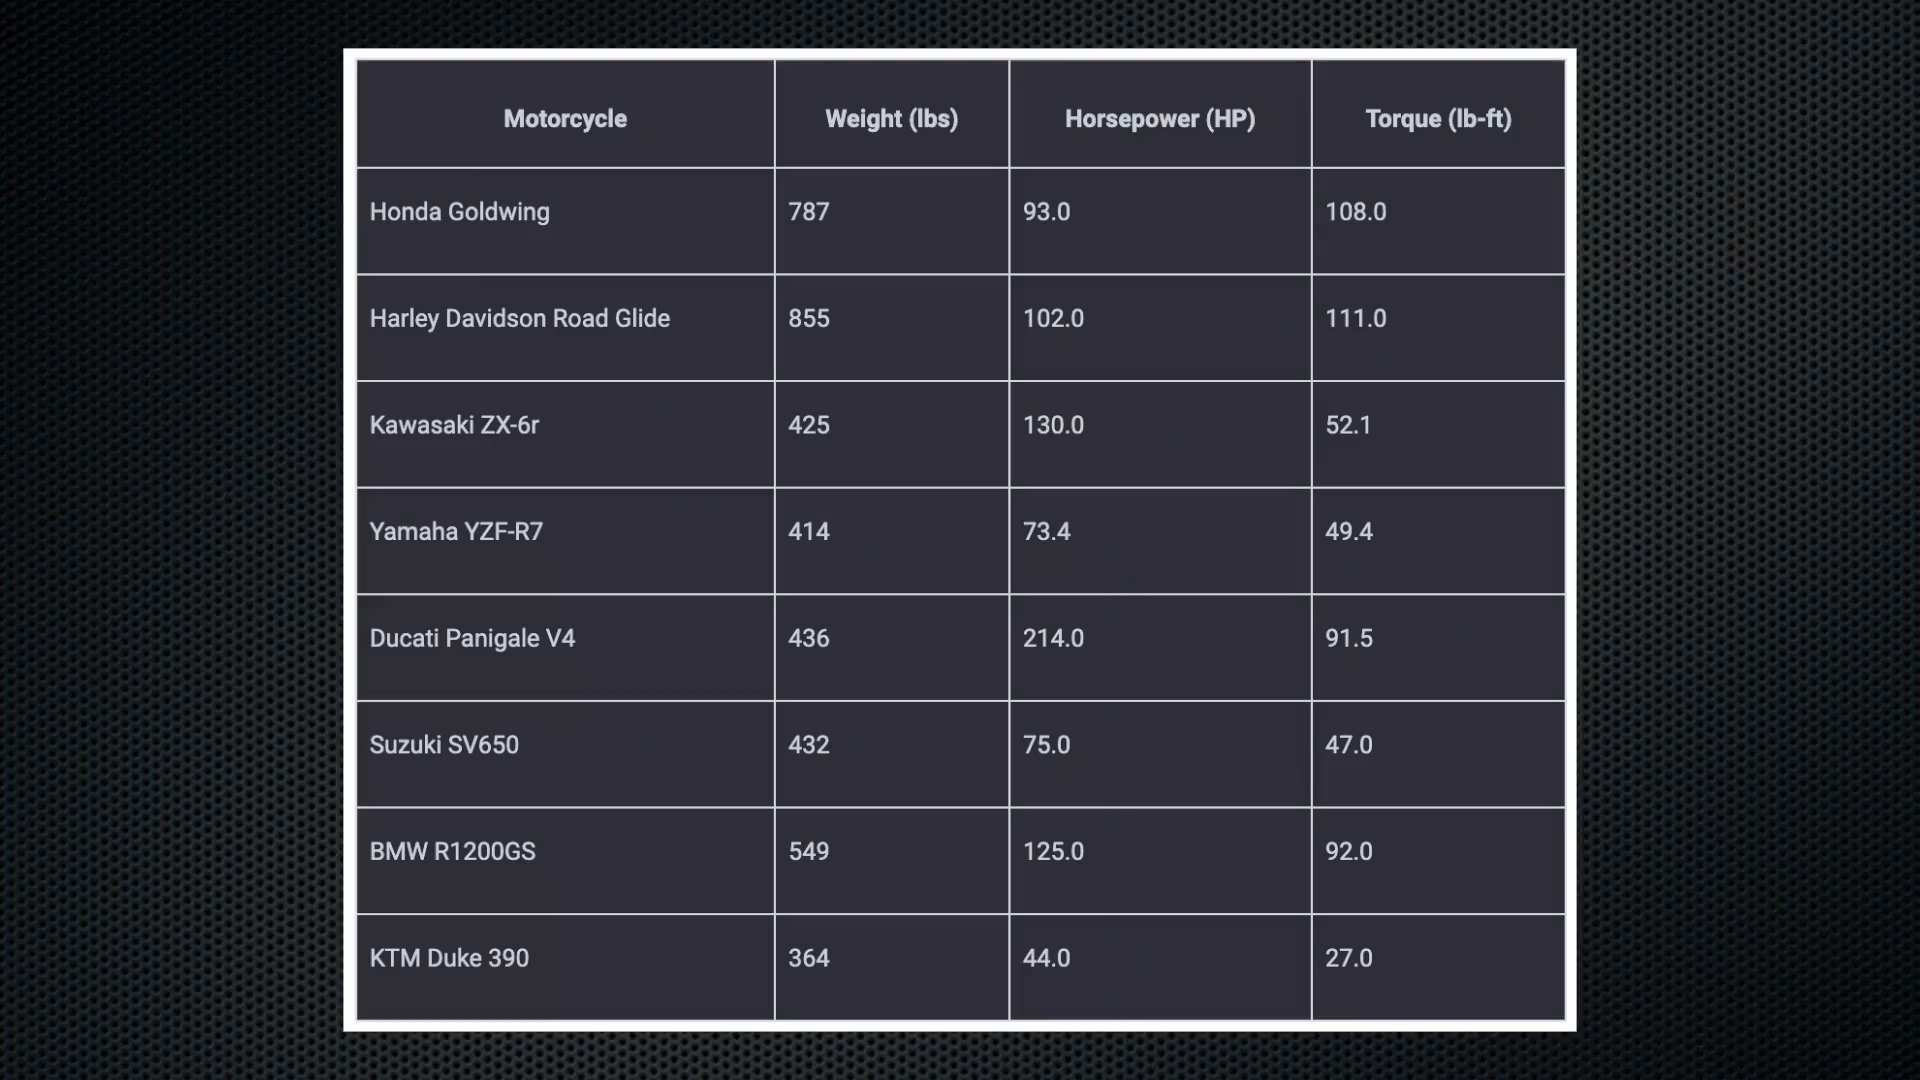 Motorcycle Weight (lbs) Horsepower (HP) Torque (lb-ft)
Honda Goldwing 787 93.0 108.0
Harley Davidson Road Glide 855 102.0 111.0
Kawasaki ZX-6r 425 130.0 52.1
Yamaha YZF-R7 414 73.4 49.4
Ducati Panigale V4 436 214.0 91.5
Suzuki SV650 432 75.0 47.0
BMW R1200GS 549 125.0 92.0
KTM Duke 390 364 44.0 27.0